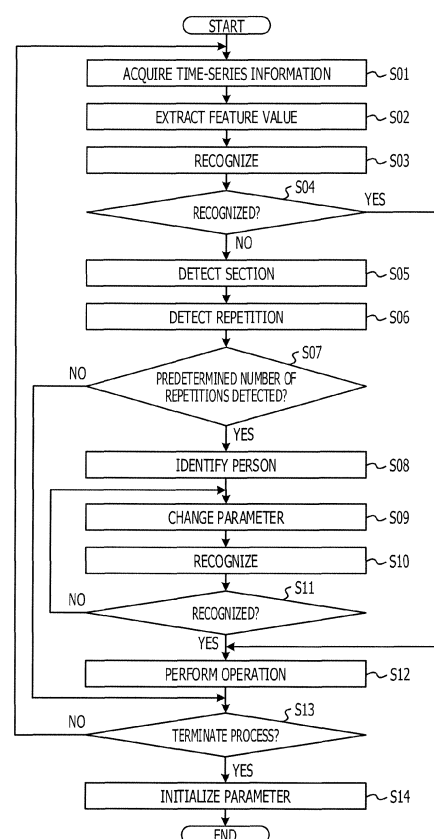 START
ACQUIRE TIME-SERIES INFORMATION S01
EXTRACT FEATURE VALUE S02
RECOGNIZE S03
S04
RECOGNIZED? YES
NO
DETECT SECTION S05
DETECT REPETITION S06
S07
NO
PREDETERMINED NUMBER OF
REPETITIONS DETECTED?
YES
IDENTIFY PERSON S08
CHANGE PARAMETER S09
RECOGNIZE S10
S11
NO
RECOGNIZED?
YES
PERFORM OPERATION S12
S13
NO
TERMINATE PROCESS?
YES
INITIALIZE PARAMETER S14
END